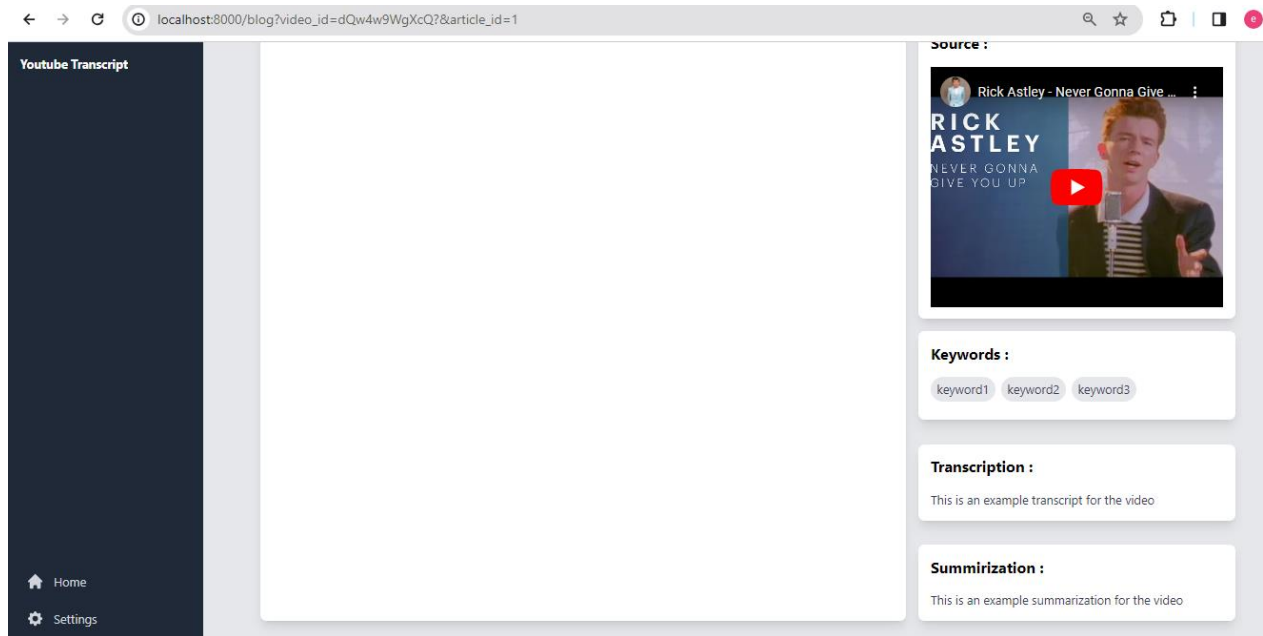 localhost:8000/blog?video_id=dQw4w9WgXcQ?&article_id=1
e
Youtube Transcript
Home
Settings
Source :
Rick Astley - Never Gonna Give ...
RICK
ASTLEY
NEVER GONNA
GIVE YOU UP
Keywords :
keyword1 keyword2 keyword3
Transcription :
This is an example transcript for the video
Summirization :
This is an example summarization for the video